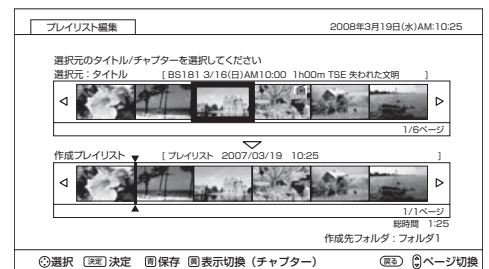 プレイリスト編集
2008年3月19日(水)AM:10:25
選択元のタイトル/チャプターを選択してください
選択元：タイトル [ BS181 3/16(日)AM10:00 1h00m TSE 失われた文明 ]
1/6ページ
作成プレイリスト [ プレイリスト 2007/03/19 10:25 ]
1/1ページ
総時間 1:25
作成先フォルダ：フォルダ1
選択 決定 決定 青 保存 黄 表示切換（チャプター） 戻る ページ切換